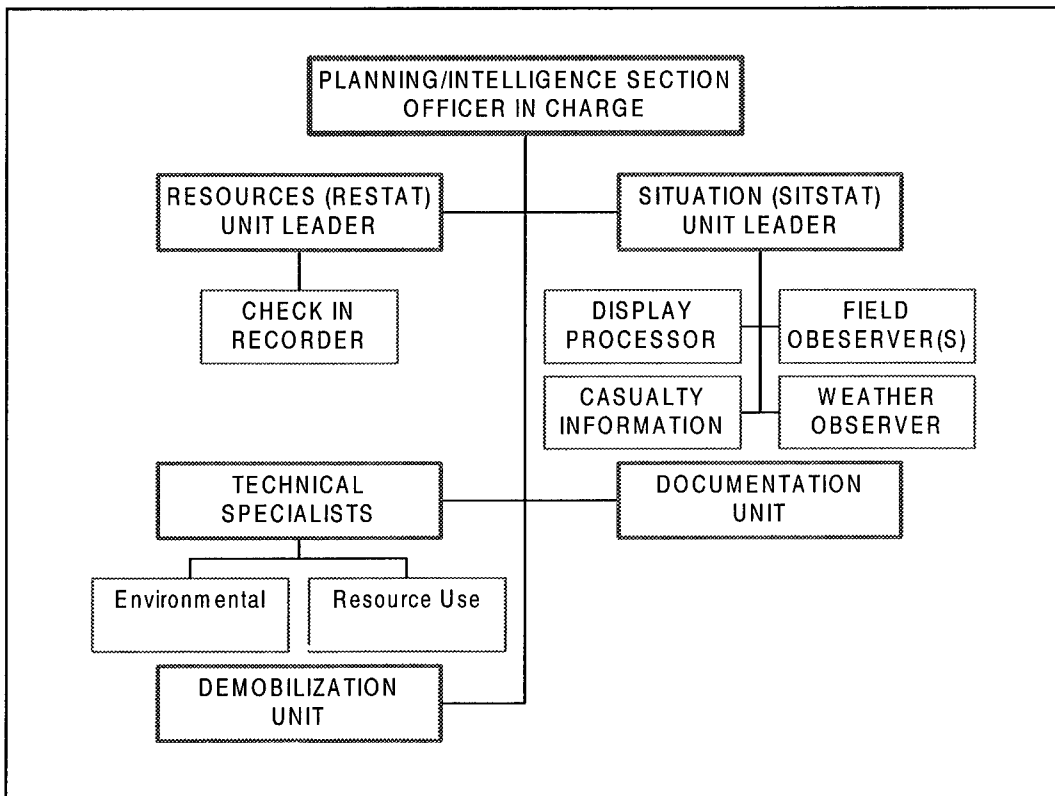 PLANNING/INTELLIGENCE SECTION
OFFICER IN CHARGE
RESOURCES (RESTAT)
UNIT LEADER
SITUATION (SITSTAT)
UNIT LEADER
CHECK IN
RECORDER
DISPLAY
PROCESSOR
FIELD
OBESERVER(S)
CASUALTY
INFORMATION
WEATHER
OBSERVER
TECHNICAL
SPECIALISTS
DOCUMENTATION
UNIT
Environmental
Resource Use
DEMOBILIZATION
UNIT